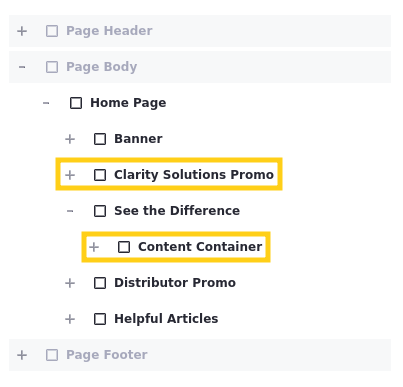 Page Header
Page Body
Home Page
Banner
Clarity Solutions Promo
See the Difference
Content Container
Distributor Promo
Helpful Articles
Page Footer